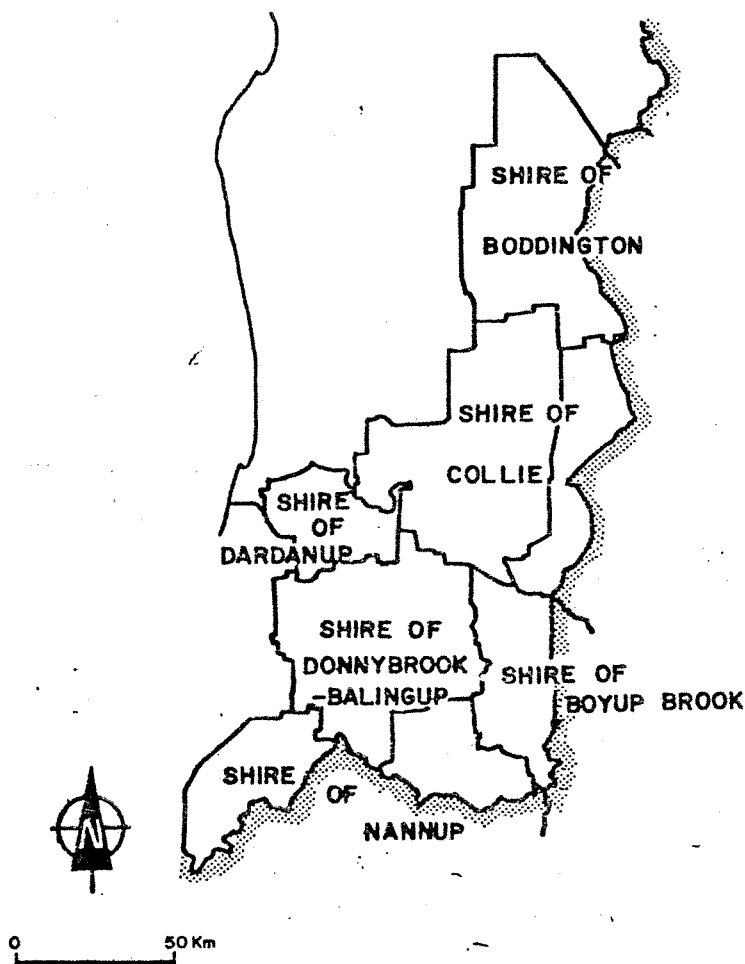 SHIRE OF
BODDINGTON
SHIRE OF
COLLIE
SHIRE
OF
DARDANUP
SHIRE OF
DONNYBROOK
-BALINGUP
SHIRE OF
BOYUP BROOK
SHIRE
OF
NANNUP
N
0 50 Km